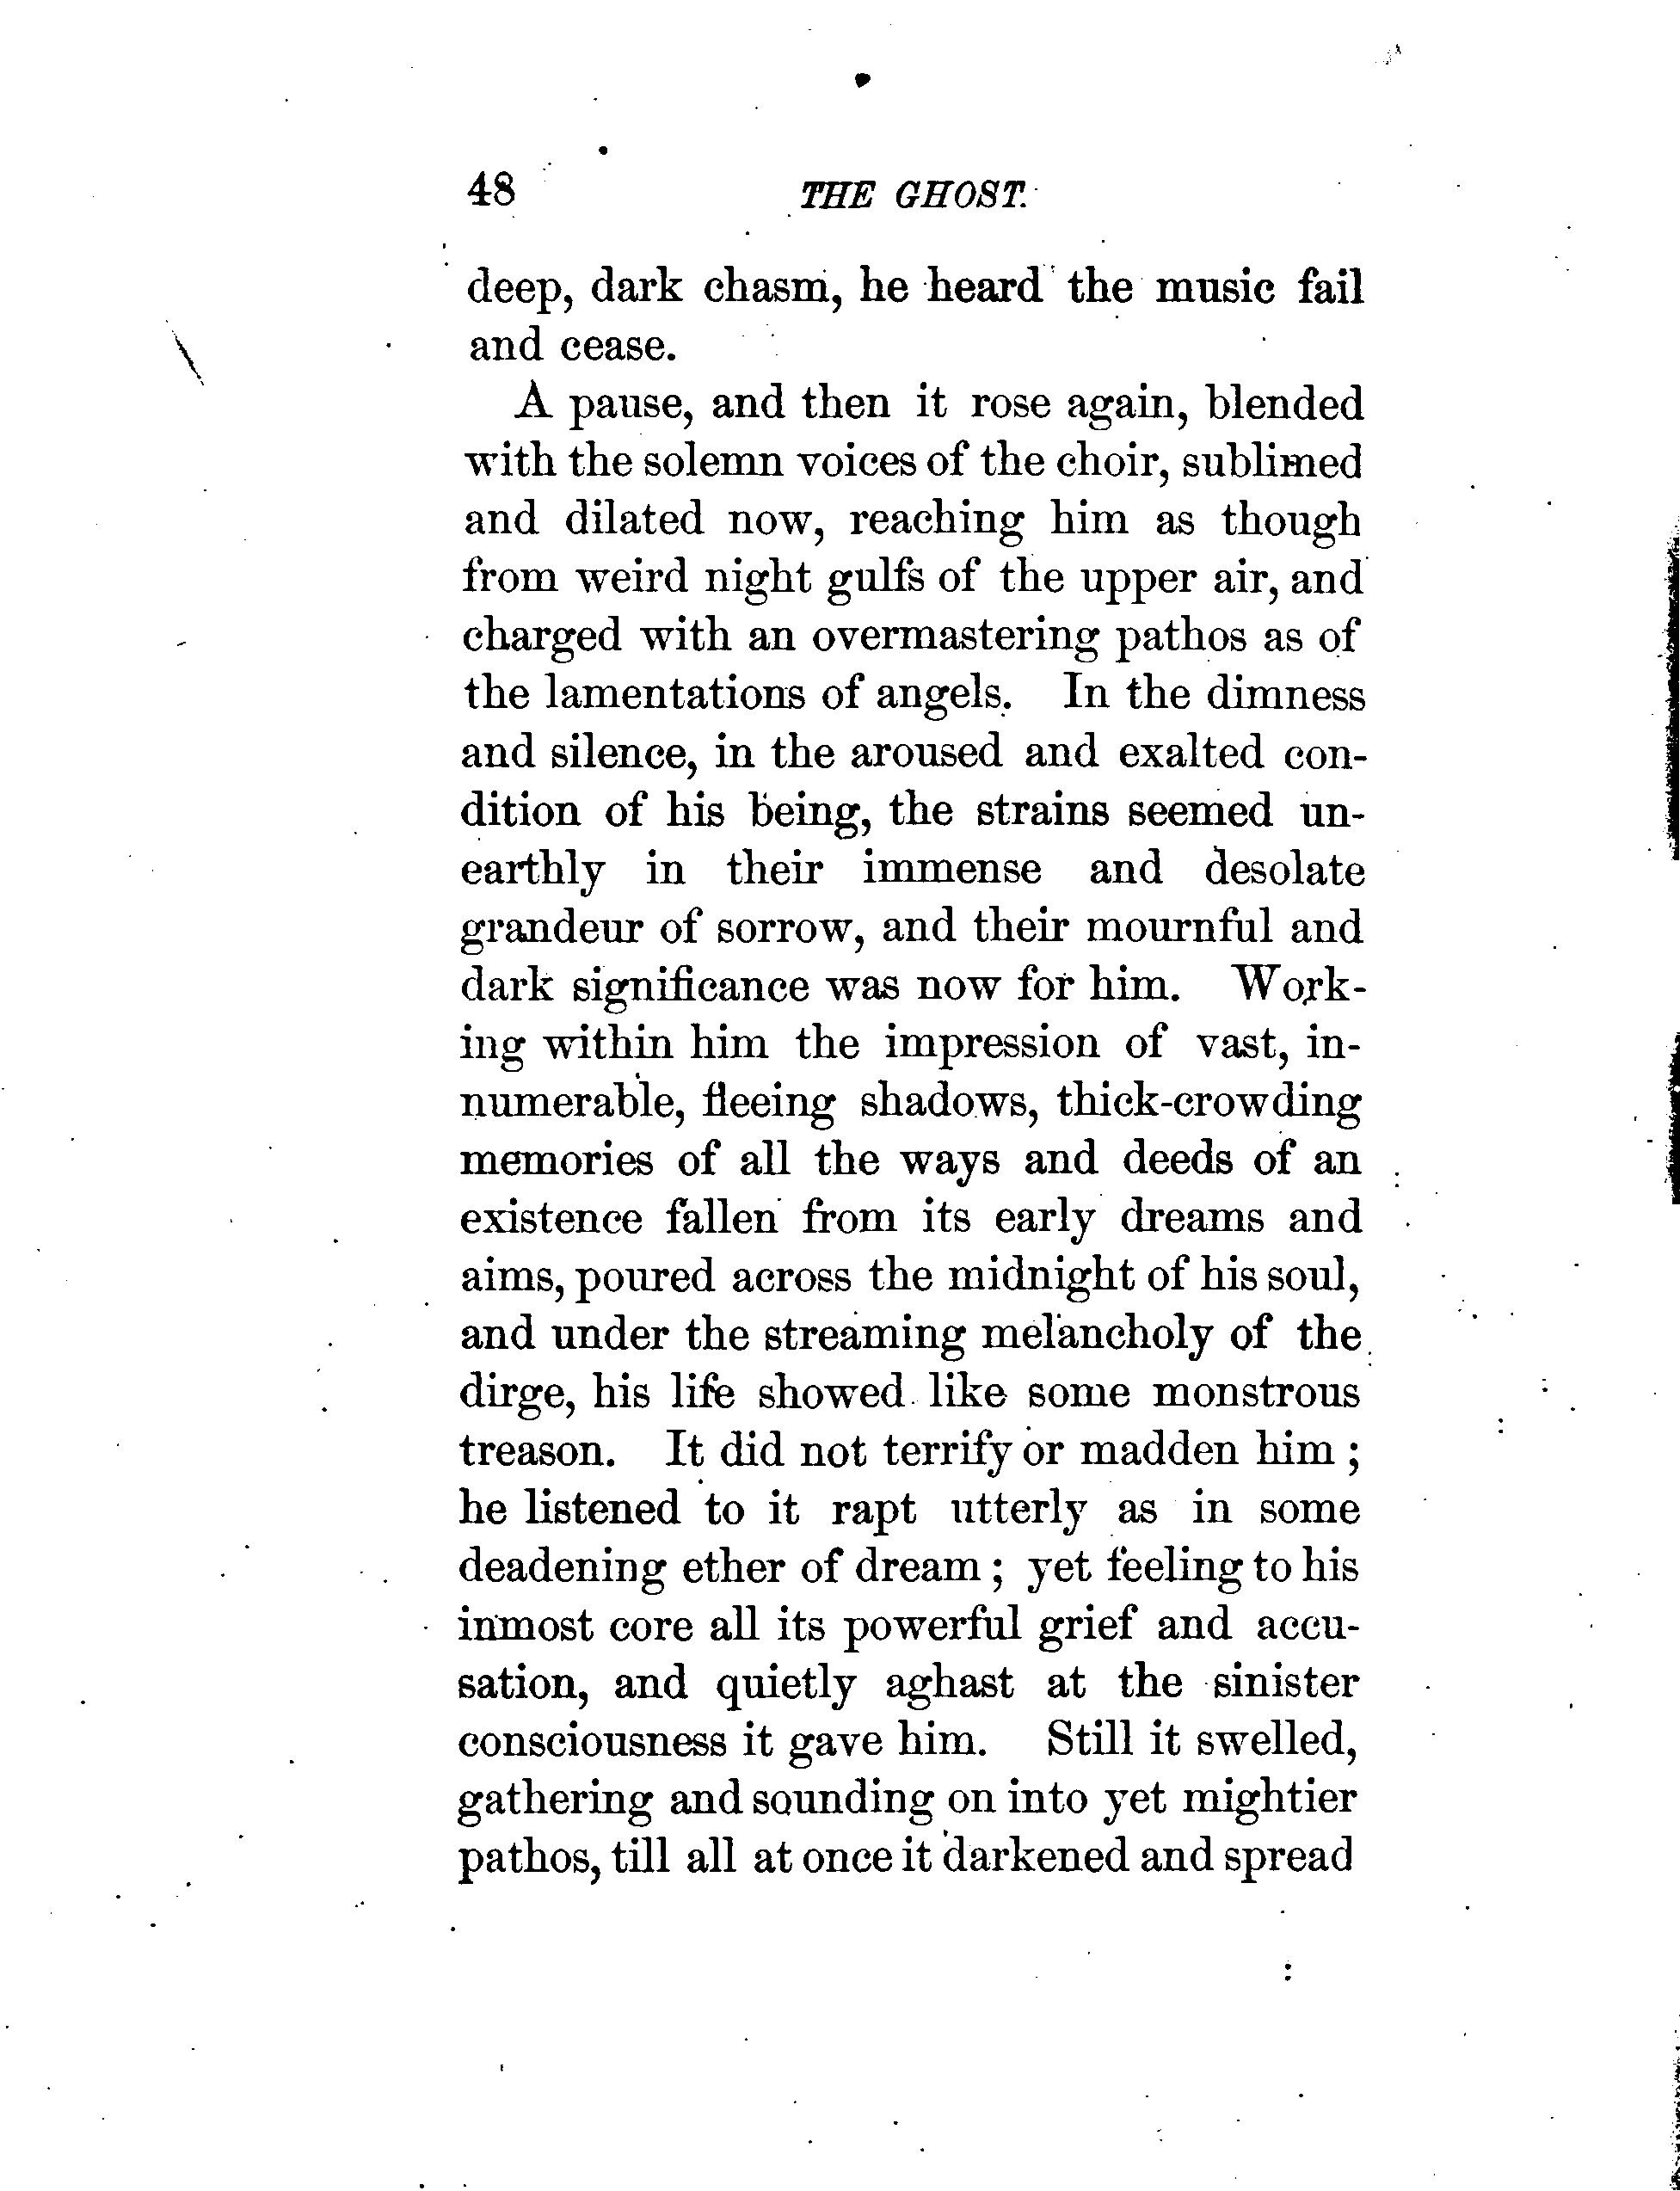 48 THE GHOST.
deep, dark chasm, he heard the music fail
and cease.
A pause, and then it rose again, blended
with the solemn voices of the choir, sublimed
and dilated now, reaching him as though
from weird night gulfs of the upper air, and
charged with an overmastering pathos as of
the lamentations of angels. In the dimness
and silence, in the aroused and exalted con-
dition of his being, the strains seemed un-
earthly in their immense and desolate
grandeur of sorrow, and their mournful and
dark significance was now for him. Work-
ing within him the impression of vast, in-
numerable, fleeing shadows, thick-crowding
memories of all the ways and deeds of an
existence fallen from its early dreams and
aims, poured across the midnight of his soul,
and under the streaming melancholy of the
dirge, his life showed like some monstrous
treason. It did not terrify or madden him ;
he listened to it rapt utterly as in some
deadening ether of dream ; yet feeling to his
inmost core all its powerful grief and accu-
sation, and quietly aghast at the sinister
consciousness it gave him. Still it swelled,
gathering and sounding on into yet mightier
pathos, till all at once it darkened and spread